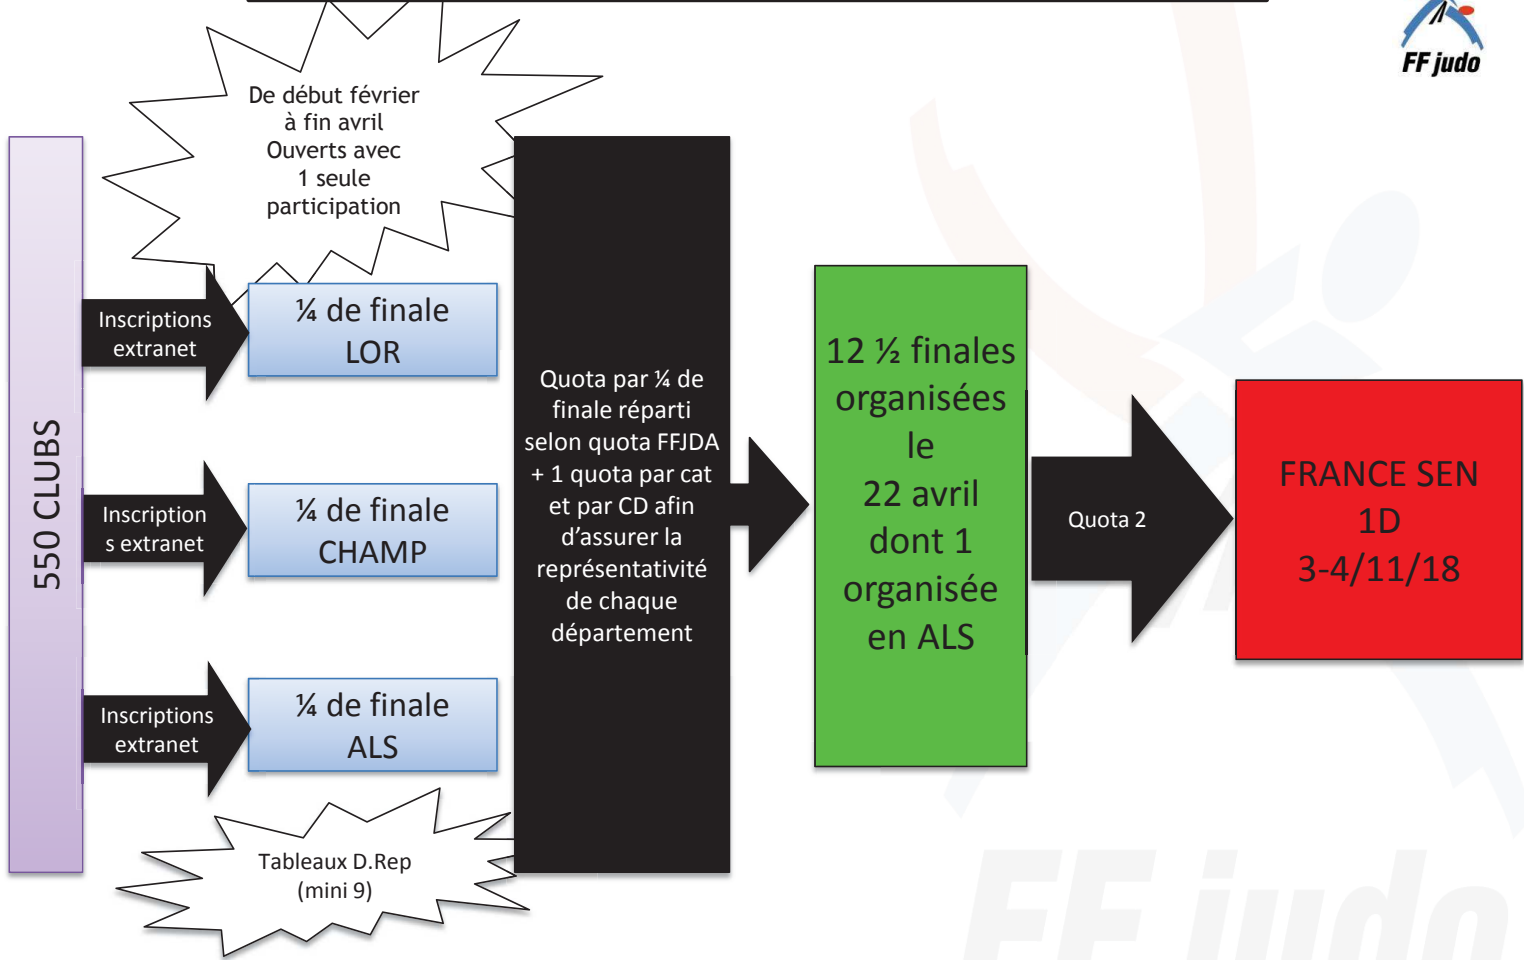 FF judo
De début février
à fin avril
Ouverts avec
1 seule
participation
550 CLUBS
Inscriptions
extranet
¼ de finale
LOR
Inscription
s extranet
¼ de finale
CHAMP
Inscriptions
extranet
¼ de finale
ALS
Tableaux D.Rep
(mini 9)
Quota par ¼ de
finale réparti
selon quota FFJDA
+ 1 quota par cat
et par CD afin
d’assurer la
représentativité
de chaque
département
12 ½ finales
organisées
le
22 avril
dont 1
organisée
en ALS
Quota 2
FRANCE SEN
1D
3-4/11/18
FF judo